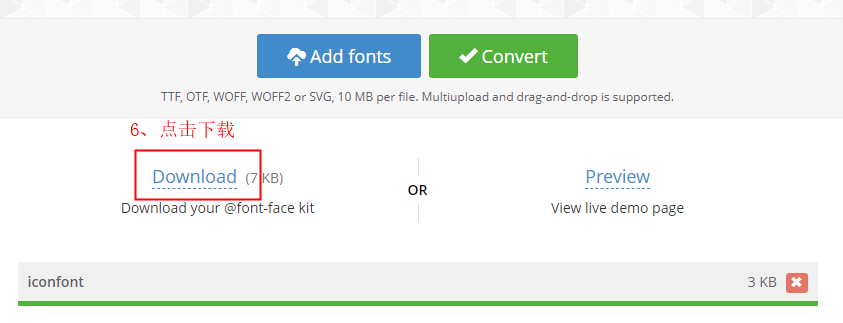 Add fonts
Convert
TTF, OTF, WOFF, WOFF2 or SVG, 10 MB per file. Multiupload and drag-and-drop is supported.
6、点击下载
Download (7 KB)
Download your @font-face kit
OR
Preview
View live demo page
iconfont
3 KB